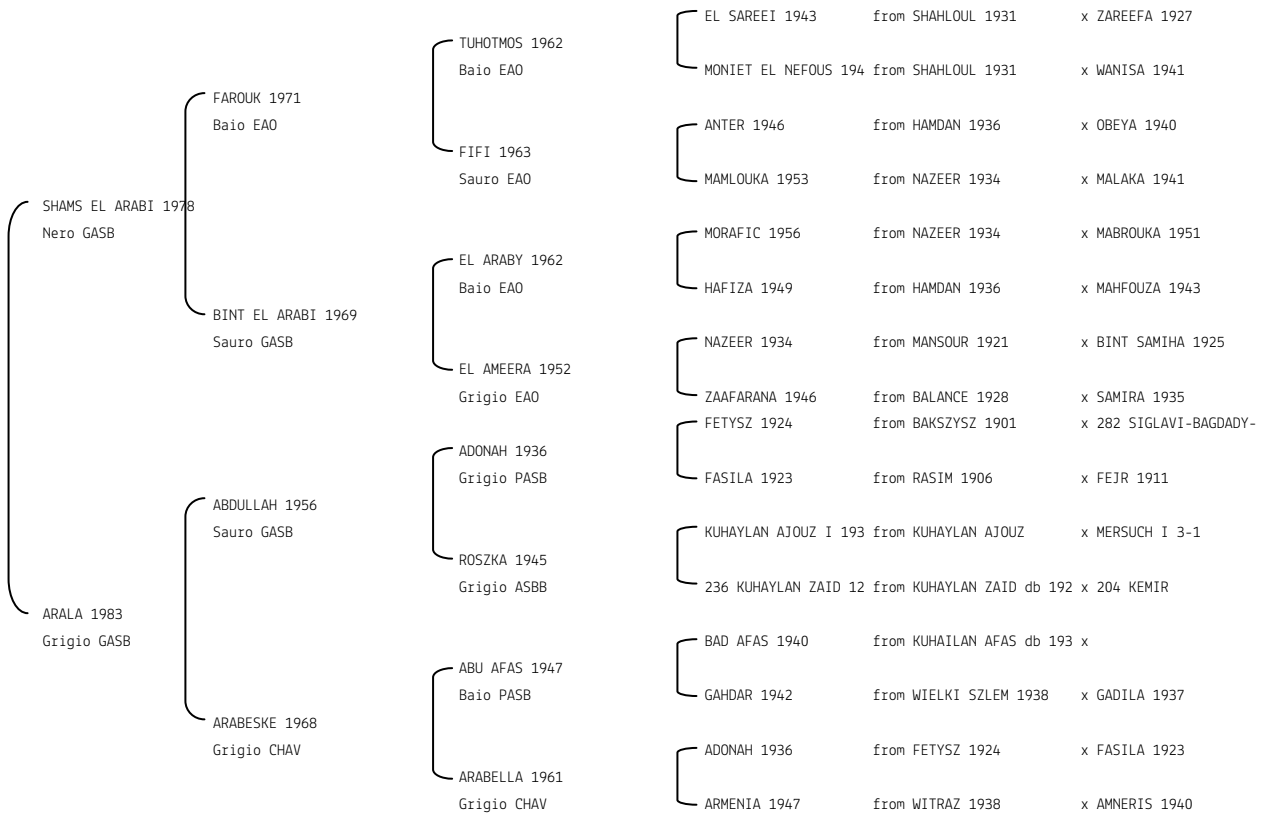 EL SAREEI 1943 from SHAHLOUL 1931 x ZAREEFA 1927
TUHOTMOS 1962
Baio EAO
MONIET EL NEFOUS 194 from SHAHLOUL 1931 x WANISA 1941
FAROUK 1971
Baio EAO
ANTER 1946 from HAMDAN 1936 x OBEYA 1940
FIFI 1963
Sauro EAO
MAMLOUKA 1953 from NAZEER 1934 x MALAKA 1941
SHAMS EL ARABI 1978
Nero GASB
MORAFIC 1956 from NAZEER 1934 x MABROUKA 1951
EL ARABY 1962
Baio EAO
HAFIZA 1949 from HAMDAN 1936 x MAHFOUZA 1943
BINT EL ARABI 1969
Sauro GASB
NAZEER 1934 from MANSOUR 1921 x BINT SAMIHA 1925
EL AMEERA 1952
Grigio EAO
ZAAFARANA 1946 from BALANCE 1928 x SAMIRA 1935
FETYSZ 1924 from BAKSZYSZ 1901 x 282 SIGLAVI-BAGDADY-
ADONAH 1936
Grigio PASB
FASILA 1923 from RASIM 1906 x FEJR 1911
ABDULLAH 1956
Sauro GASB
KUHAYLAN AJOUZ I 193 from KUHAYLAN AJOUZ x MERSUCH I 3-1
ROSZKA 1945
Grigio ASBB
236 KUHAYLAN ZAID 12 from KUHAYLAN ZAID db 192 x 204 KEMIR
ARALA 1983
Grigio GASB
BAD AFAS 1940 from KUHAILAN AFAS db 193 x
ABU AFAS 1947
Baio PASB
GAHDAR 1942 from WIELKI SZLEM 1938 x GADILA 1937
ARABESKE 1968
Grigio CHAV
ADONAH 1936 from FETYSZ 1924 x FASILA 1923
ARABELLA 1961
Grigio CHAV
ARMENIA 1947 from WITRAZ 1938 x AMNERIS 1940